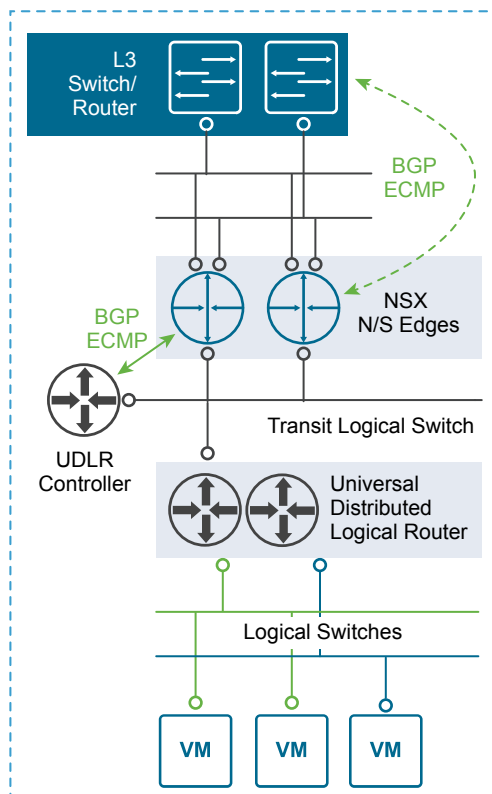 L3
Switch/
Router
BGP
ECMP
NSX
N/S Edges
BGP
ECMP
Transit Logical Switch
UDLR
Controller
Universal
Distributed
Logical Router
Logical Switches
VM
VM
VM